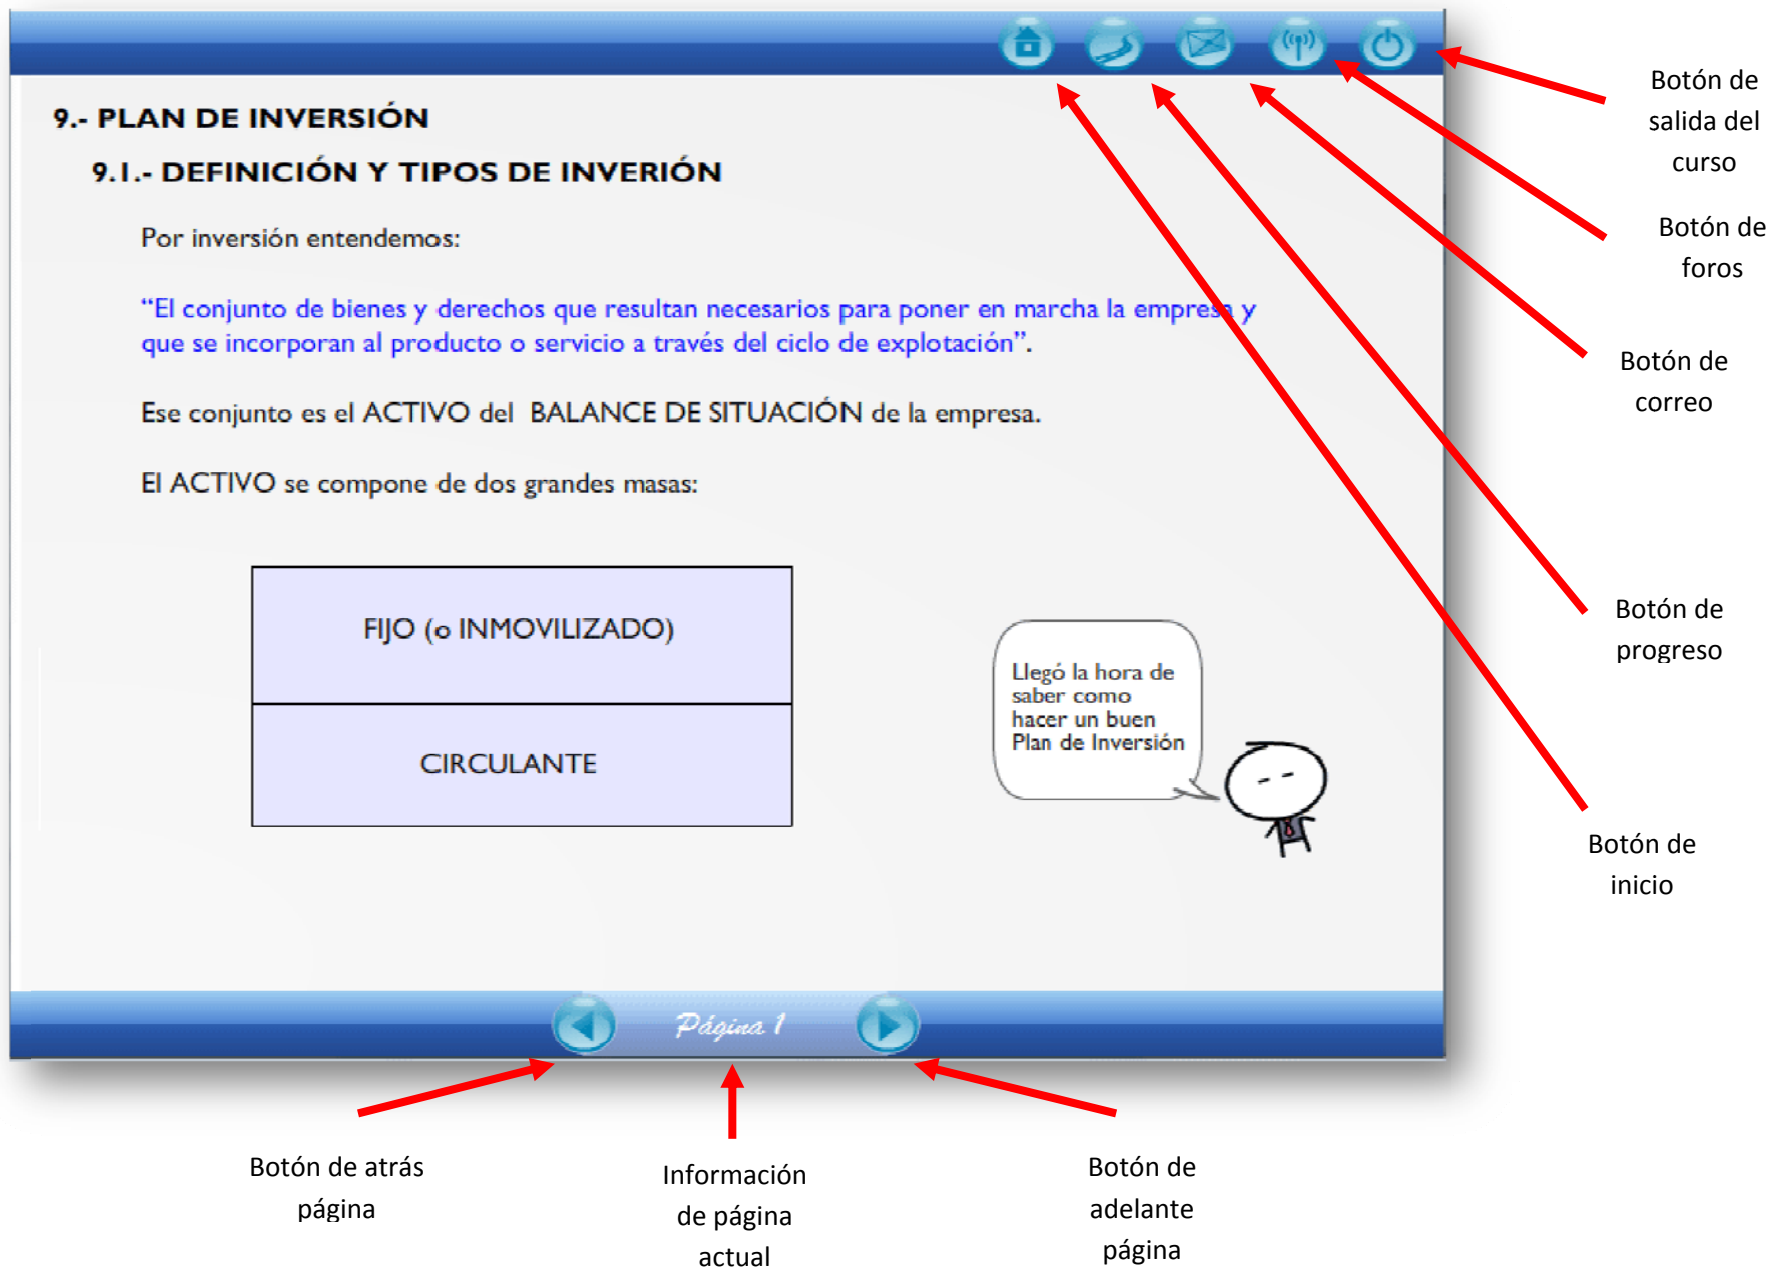 9.- PLAN DE INVERSIÓN
9.1.- DEFINICIÓN Y TIPOS DE INVERIÓN
Por inversión entendemos:
“El conjunto de bienes y derechos que resultan necesarios para poner en marcha la empresa y
que se incorporan al producto o servicio a través del ciclo de explotación”.
Ese conjunto es el ACTIVO del BALANCE DE SITUACIÓN de la empresa.
El ACTIVO se compone de dos grandes masas:
FIJO (o INMOVILIZADO)
CIRCULANTE
Llegó la hora de
saber como
hacer un buen
Plan de Inversión
Página 1
Botón de
salida del
curso
Botón de
foros
Botón de
correo
Botón de
progreso
Botón de
inicio
Botón de atrás
página
Información
de página
actual
Botón de
adelante
página